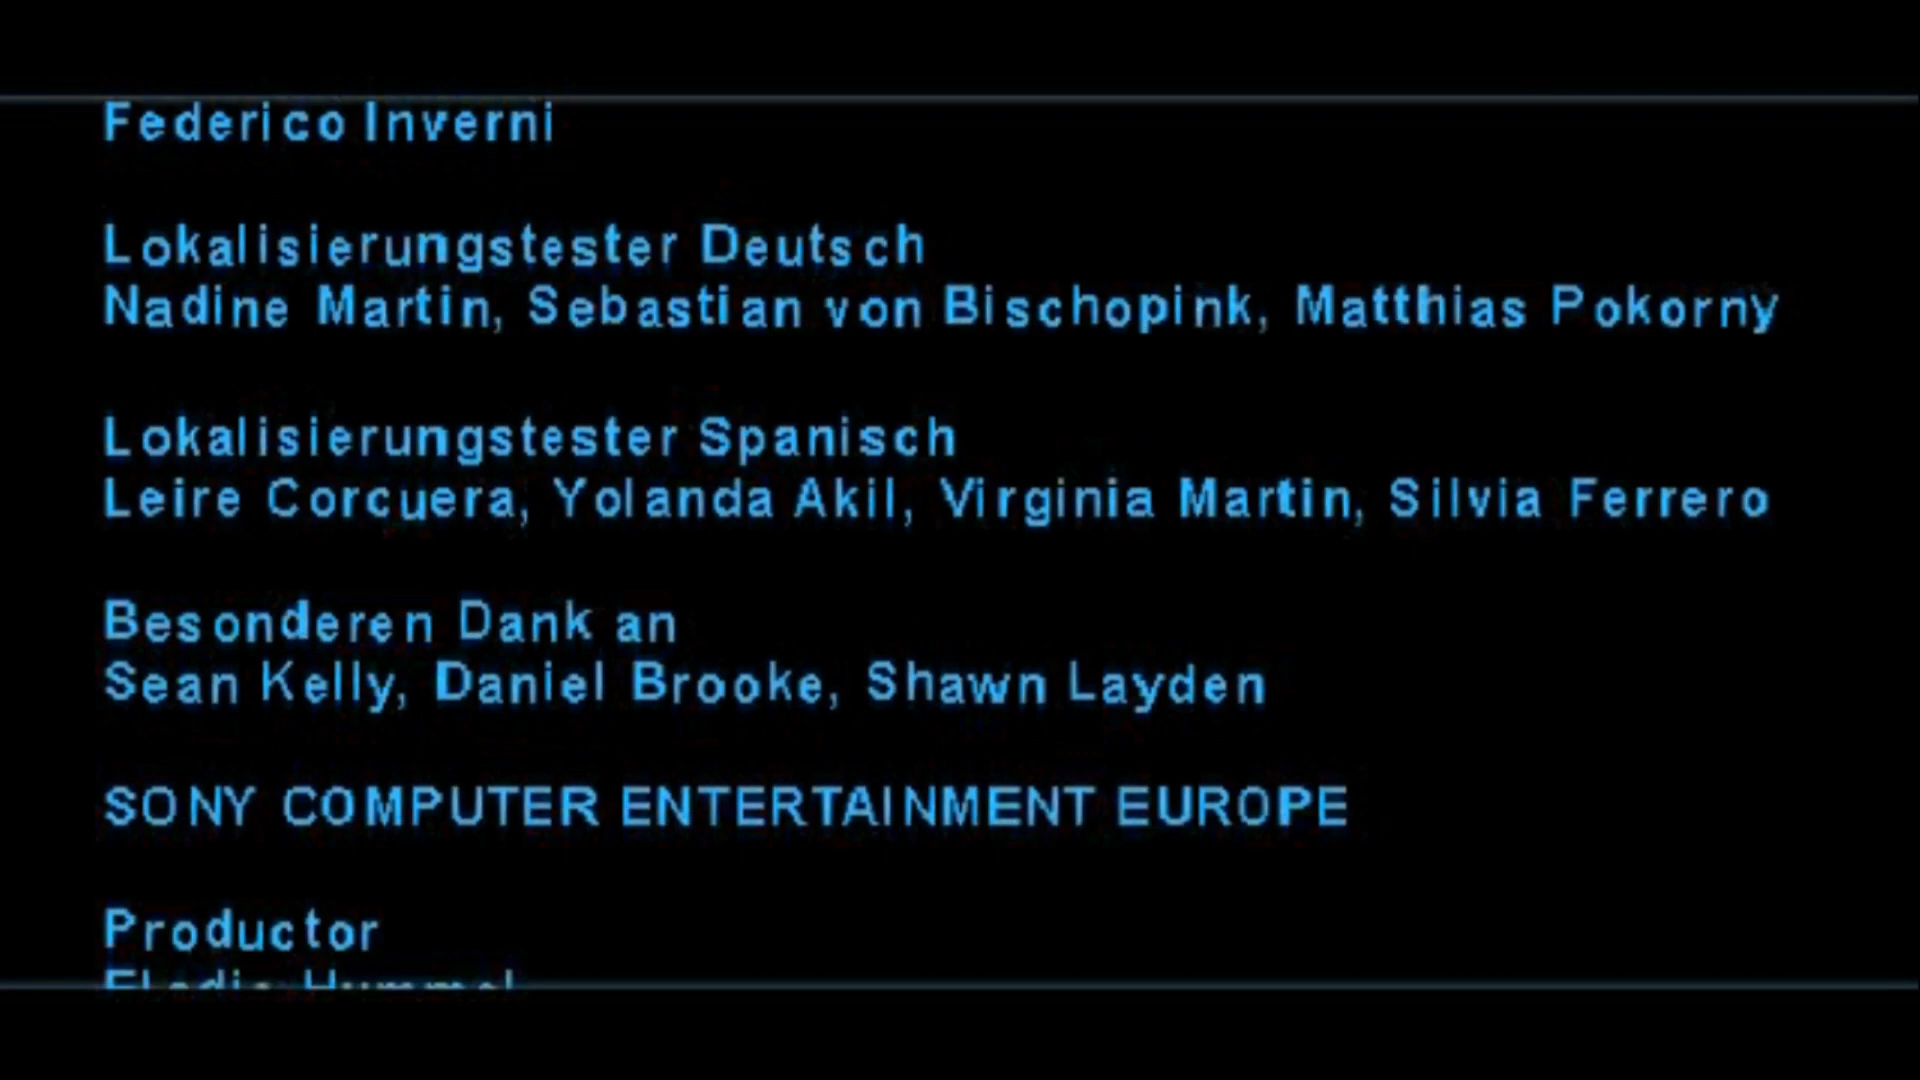 Federico Inverni
Lokalisierungstester Deutsch
Nadine Martin, Sebastian von Bischopink, Matthias Pokorny
Lokalisierungstester Spanisch
Leire Corcuera, Yolanda Akil, Virginia Martin, Silvia Ferrero
Besonderen Dank an
Sean Kelly, Daniel Brooke, Shawn Layden
SONY COMPUTER ENTERTAINMENT EUROPE
Productor